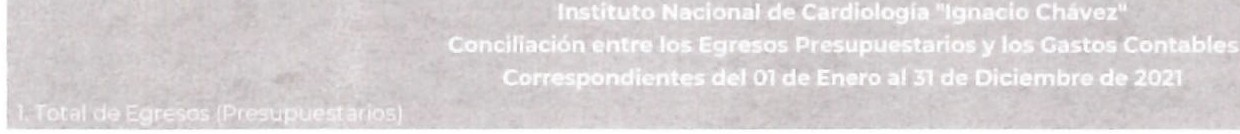 Instituto Nacional de Cardiología "Ignacio Chávez"
Conciliación entre los Egresos Presupuestarios y los Gastos Contables
Correspondientes del 01 de Enero al 31 de Diciembre de 2021
1. Total de Egresos (Presupuestarios)